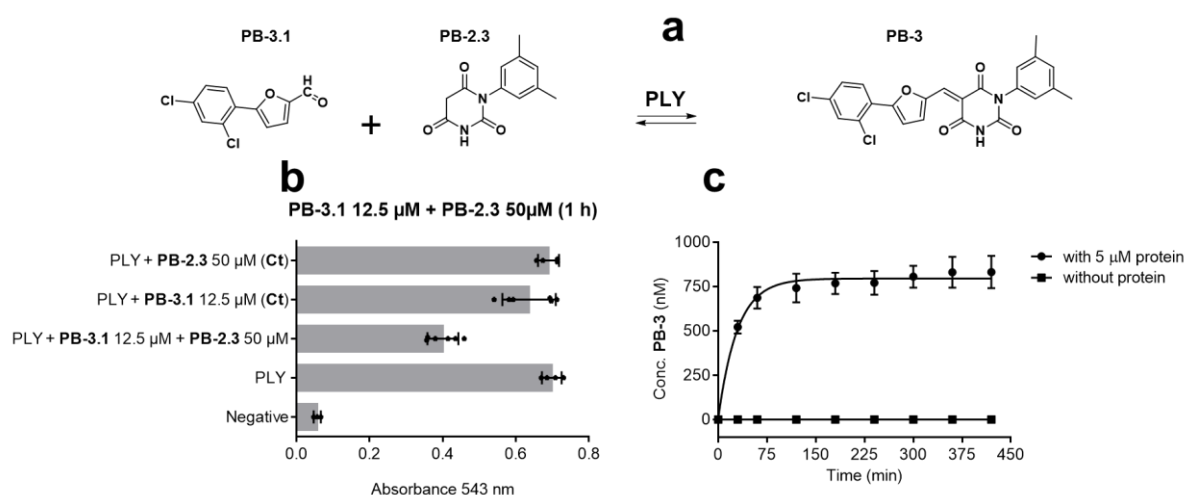 a
PB-3.1
PB-2.3
PB-3
Cl
Cl
O
H
O
+
O
N
O
N
H
O
PLY
Cl
Cl
O
O
N
O
N
H
O
b
PB-3.1 12.5 µM + PB-2.3 50µM (1 h)
PLY + PB-2.3 50 µM (Ct)
PLY + PB-3.1 12.5 µM (Ct)
PLY + PB-3.1 12.5 µM + PB-2.3 50 µM
PLY
Negative
0.0 0.2 0.4 0.6 0.8
Absorbance 543 nm
c
1000
750
500
250
0
Conc. PB-3 (nM)
0 75 150 225 300 375 450
Time (min)
with 5 µM protein
without protein